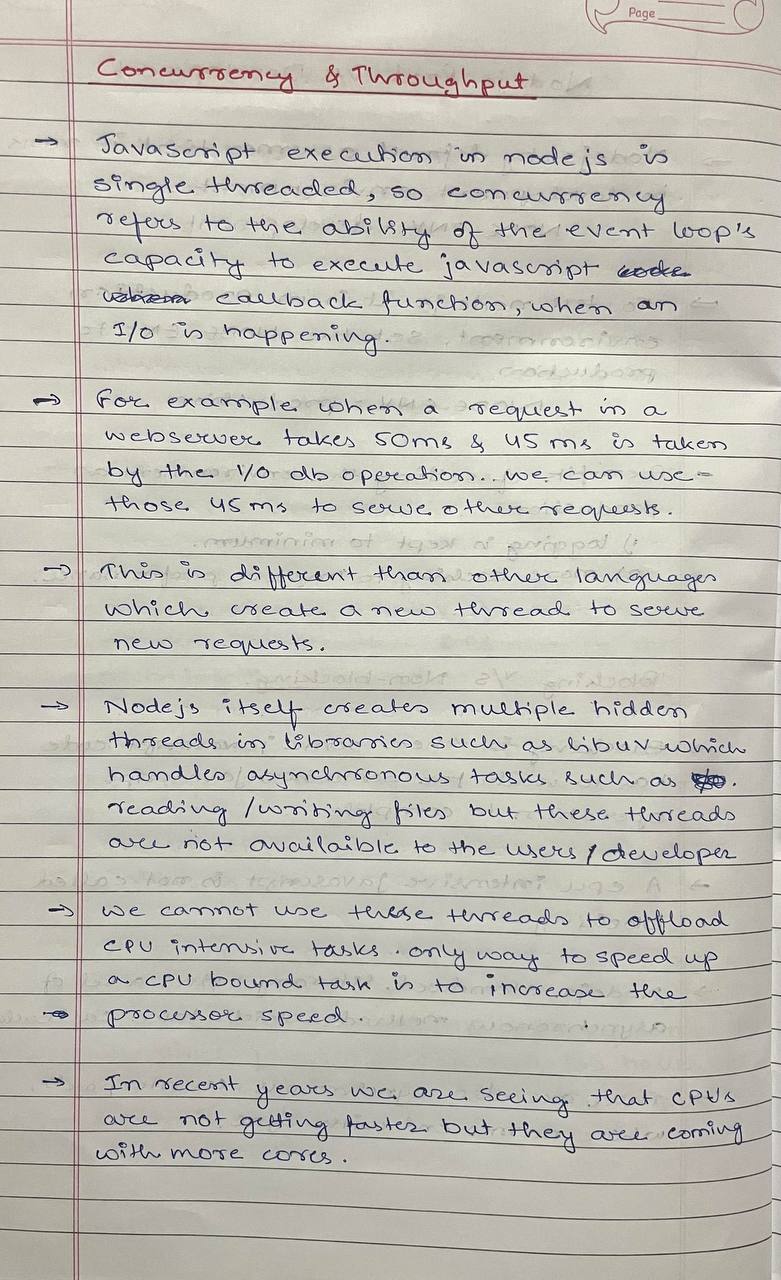 Page
Concurrency & Throughput
→ Javascript execution in nodejs is
single threaded, so concurrency
refers to the ability of the event loop's
capacity to execute javascript code
callback function, when an
I/O is happening.
→ For example when a request in a
webserver takes 50ms & 45 ms is taken
by the I/O db operation.. we can use
those 45 ms to serve other requests.
→ This is different than other languages
which create a new thread to serve
new requests.
→ Nodejs itself creates multiple hidden
threads in libraries such as libuv which
handles asynchronous tasks such as
reading /writing files but these threads
are not availaible to the users / developer
→ we cannot use these threads to offload
CPU intensive tasks. only way to speed up
a CPU bound task is to increase the
→ processor speed.
→ In recent years we are seeing that CPU's
are not getting faster but they are coming
with more cores.